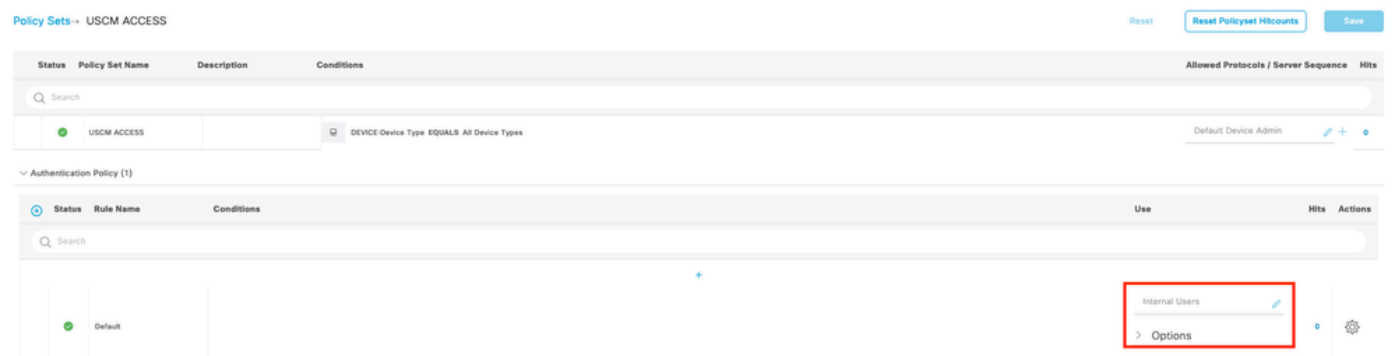 Policy Sets→ USCM ACCESS Reset Reset Policyset Hitcounts Save
Status Policy Set Name Description Conditions Allowed Protocols / Server Sequence Hits
Search
USCM ACCESS DEVICE-Device Type EQUALS All Device Types Default Device Admin 0
Authentication Policy (1)
Status Rule Name Conditions Use Hits Actions
Search
Internal Users
Default 0
Options